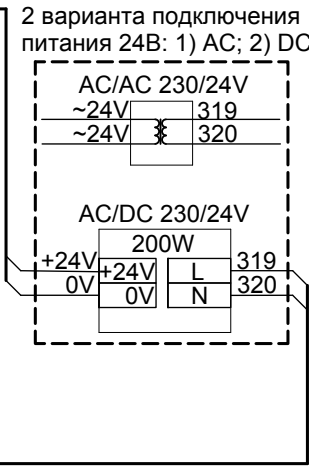 2 варианта подключения
питания 24В: 1) AC; 2) DC
AC/AC 230/24V
~24V 319
~24V 320
AC/DC 230/24V
200W
+24V +24V L 319
0V 0V N 320